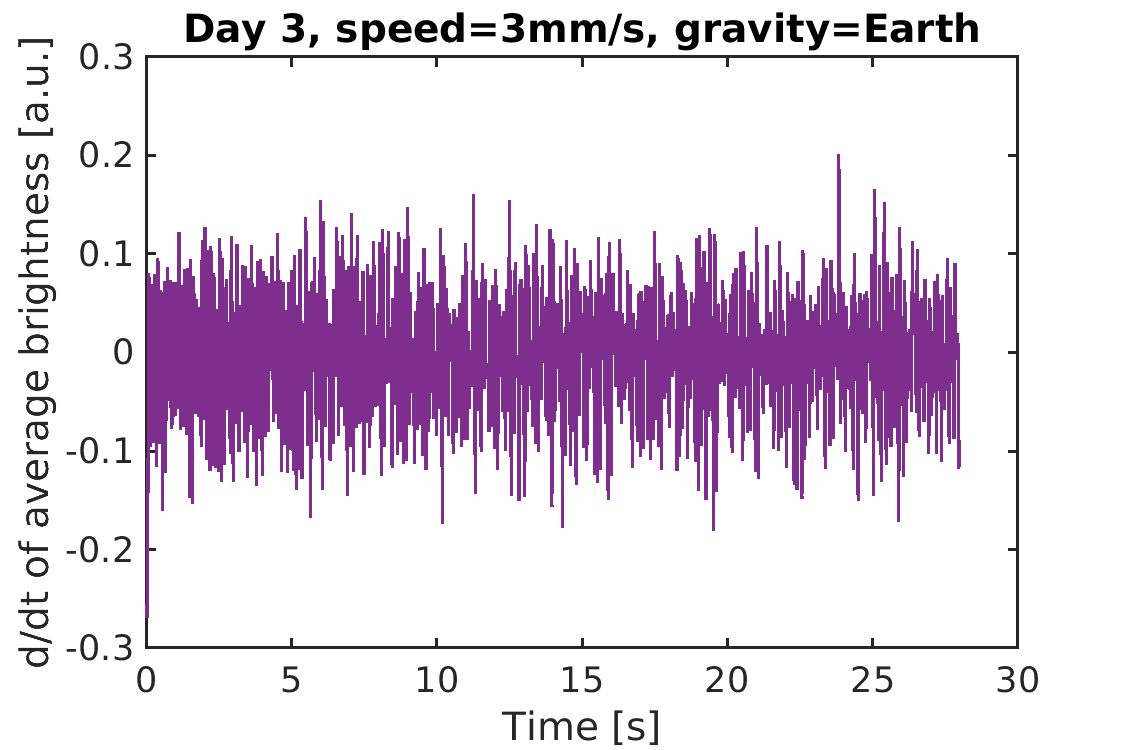 Day 3, speed=3mm/s, gravity=Earth
d/dt of average brightness [a.u.]
0.3
0.2
0.1
0
-0.1
-0.2
-0.3
0 5 10 15 20 25 30
Time [s]